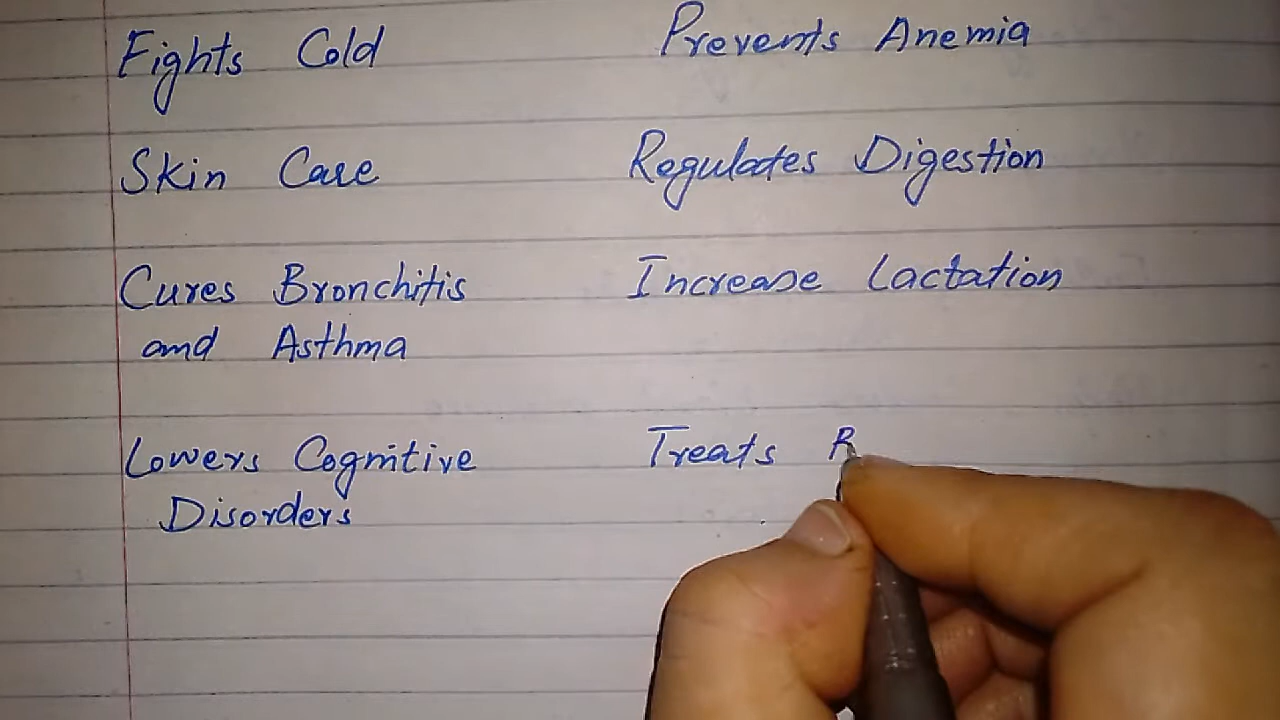 Fights Cold
Prevents Anemia
Skin Care
Regulates Digestion
Cures Bronchitis
and Asthma
Increase Lactation
Lowers Cognitive
Disorders
Treats R